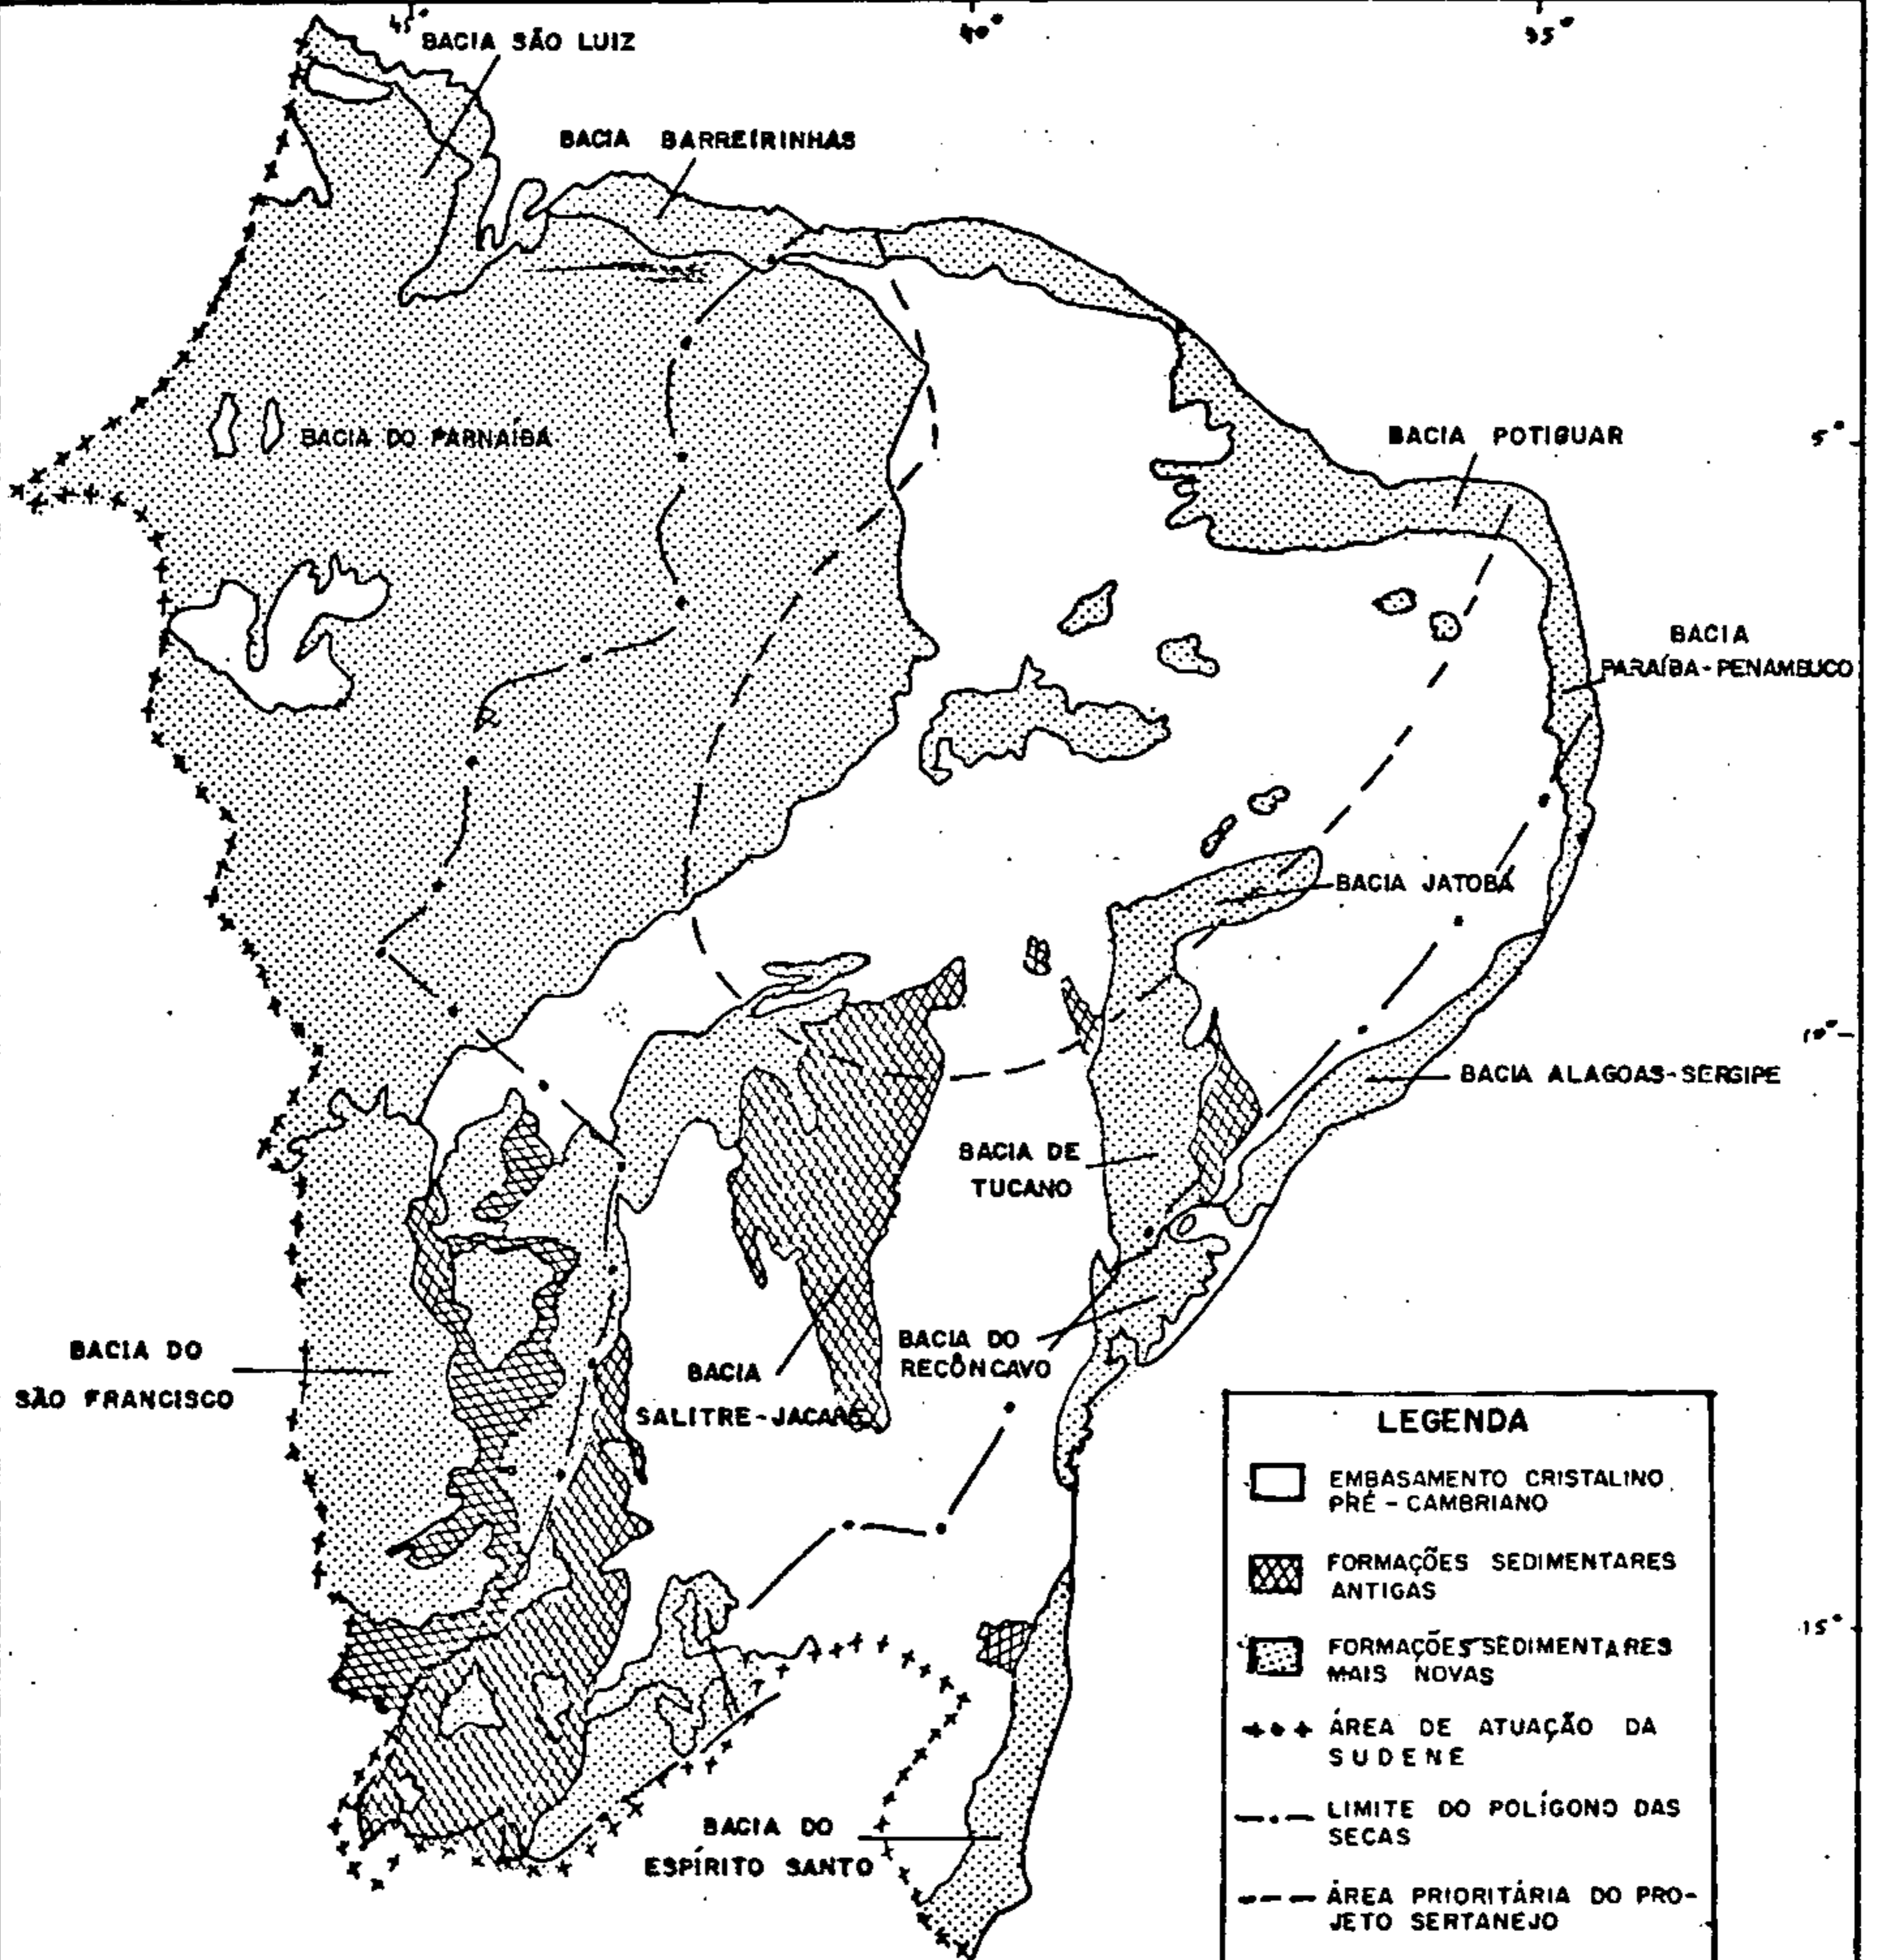 45°
40°
35°
BACIA SÃO LUIZ
BACIA BARREIRINHAS
BACIA DO PARNAÍBA
BACIA POTIGUAR
5°
BACIA
PARAÍBA-PENAMBUCO
BACIA JATOBÁ
10°
BACIA ALAGOAS-SERGIPE
BACIA DE
TUCANO
BACIA DO
SÃO FRANCISCO
BACIA
SALITRE-JACARÉ
BACIA DO
RECÔNCAVO
15°
BACIA DO
ESPÍRITO SANTO
LEGENDA
EMBASAMENTO CRISTALINO
PRÉ-CAMBRIANO
FORMAÇÕES SEDIMENTARES
ANTIGAS
FORMAÇÕES SEDIMENTARES
MAIS NOVAS
ÁREA DE ATUAÇÃO DA
SUDENE
LIMITE DO POLÍGONO DAS
SECAS
ÁREA PRIORITÁRIA DO PRO-
JETO SERTANEJO